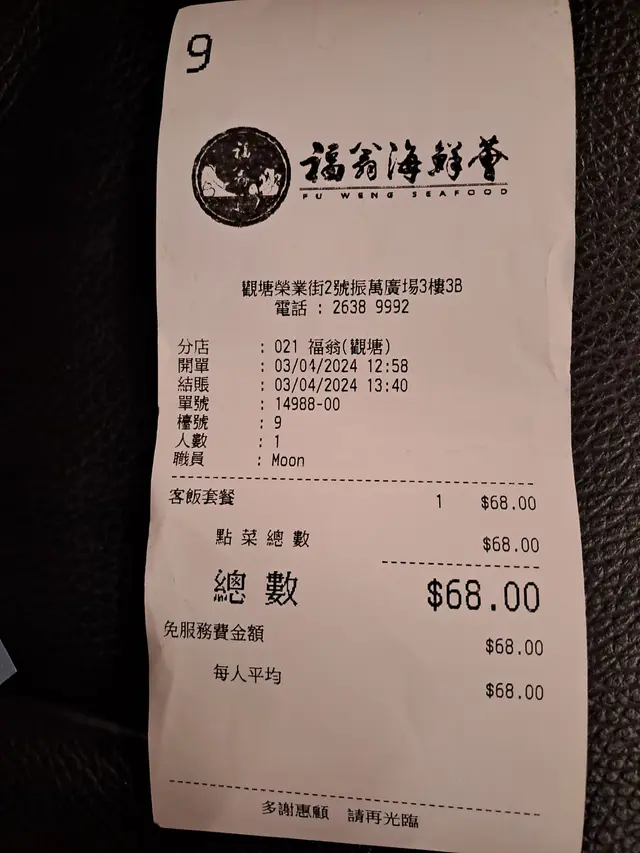 9
福翁
福翁海鮮薈
FU WENG SEAFOOD
觀塘榮業街2號振萬廣場3樓3B
電話 : 2638 9992
分店 : 021 福翁(觀塘)
開單 : 03/04/2024 12:58
結賬 : 03/04/2024 13:40
單號 : 14988-00
檯號 : 9
人數 : 1
職員 : Moon
客飯套餐 1 $68.00
點菜總數 $68.00
總數 $68.00
免服務費金額 $68.00
每人平均 $68.00
多謝惠顧 請再光臨